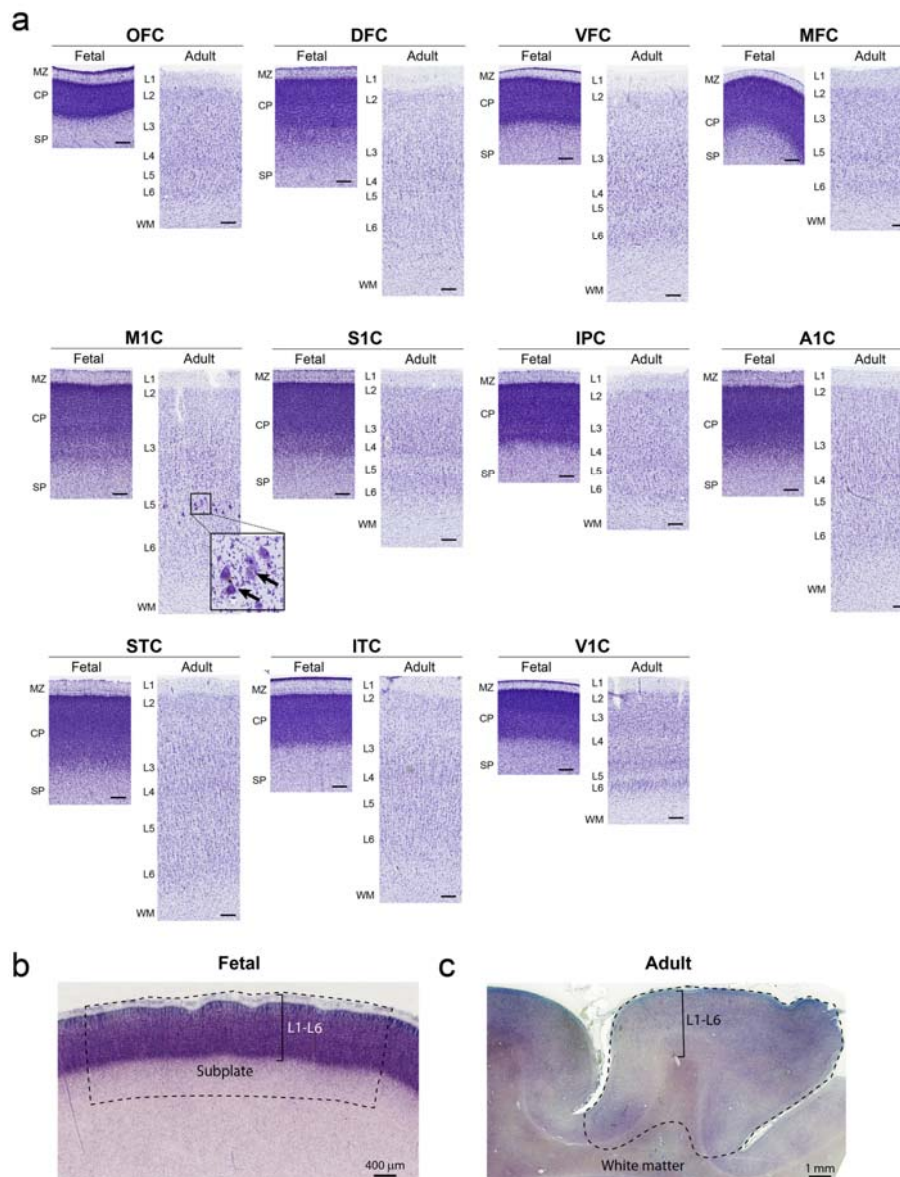 a
OFC
Fetal Adult
MZ
CP
SP
L1
L2
L3
L4
L5
L6
WM
DFC
Fetal Adult
MZ
CP
SP
L1
L2
L3
L4
L5
L6
WM
VFC
Fetal Adult
MZ
CP
SP
L1
L2
L3
L4
L5
L6
WM
MFC
Fetal Adult
MZ
CP
SP
L1
L2
L3
L5
L6
WM
M1C
Fetal Adult
MZ
CP
SP
L1
L2
L3
L5
L6
WM
S1C
Fetal Adult
MZ
CP
SP
L1
L2
L3
L4
L5
L6
WM
IPC
Fetal Adult
MZ
CP
SP
L1
L2
L3
L4
L5
L6
WM
A1C
Fetal Adult
MZ
CP
SP
L1
L2
L3
L4
L5
L6
WM
STC
Fetal Adult
MZ
CP
SP
L1
L2
L3
L4
L5
L6
WM
ITC
Fetal Adult
MZ
CP
SP
L1
L2
L3
L4
L5
L6
WM
V1C
Fetal Adult
MZ
CP
SP
L1
L2
L3
L4
L5
L6
WM
b
Fetal
L1-L6
Subplate
400 µm
c
Adult
L1-L6
White matter
1 mm